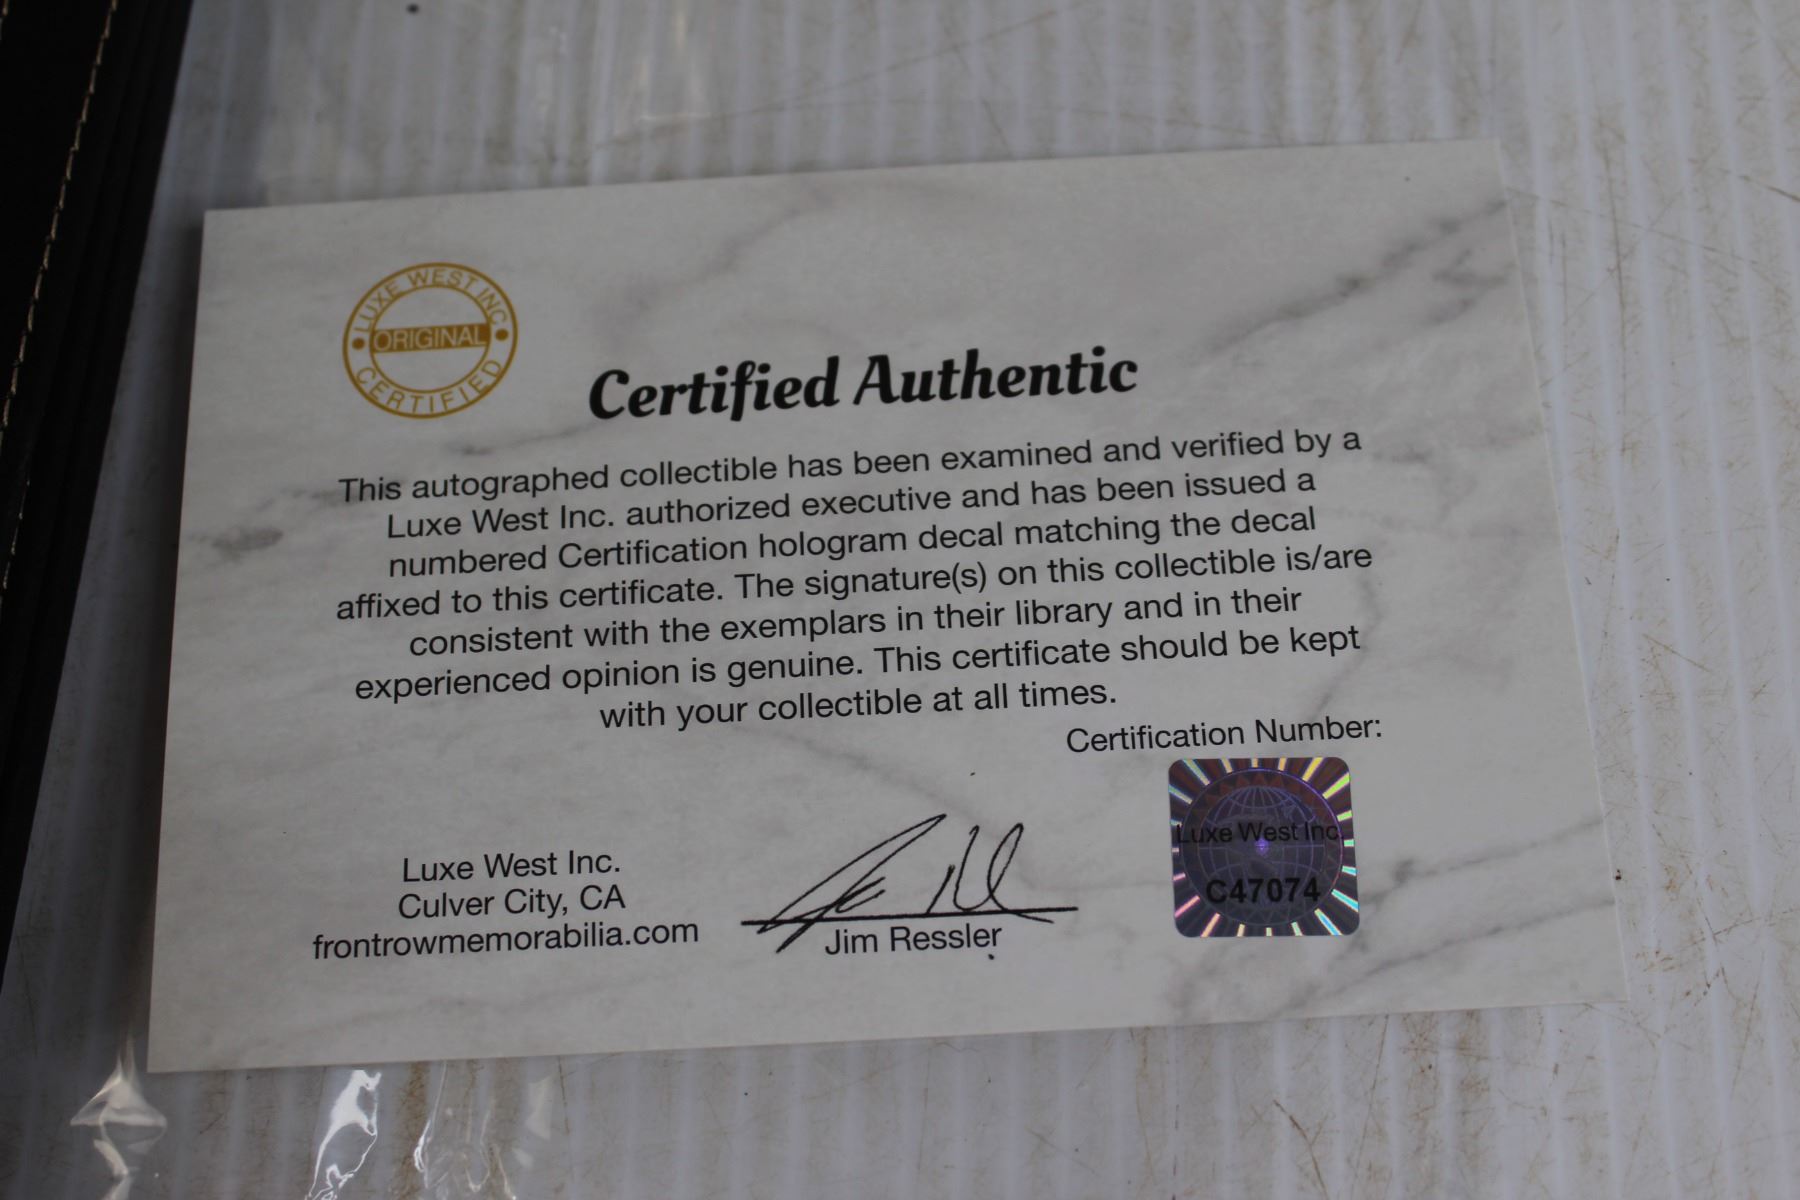 LUXE WEST INC
ORIGINAL
CERTIFIED
Certified Authentic
This autographed collectible has been examined and verified by a
Luxe West Inc. authorized executive and has been issued a
numbered Certification hologram decal matching the decal
affixed to this certificate. The signature(s) on this collectible is/are
consistent with the exemplars in their library and in their
experienced opinion is genuine. This certificate should be kept
with your collectible at all times.
Certification Number:
Luxe West Inc.
C47074
Luxe West Inc.
Culver City, CA
frontrowmemorabilia.com
Jim Ressler